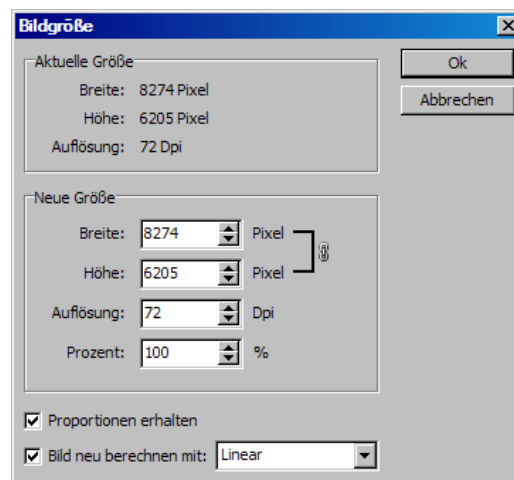 Bildgröße
Aktuelle Größe
Breite: 8274 Pixel
Höhe: 6205 Pixel
Auflösung: 72 Dpi
Ok
Abbrechen
Neue Größe
Breite: 8274 Pixel
Höhe: 6205 Pixel
Auflösung: 72 Dpi
Prozent: 100 %
Proportionen erhalten
Bild neu berechnen mit: Linear